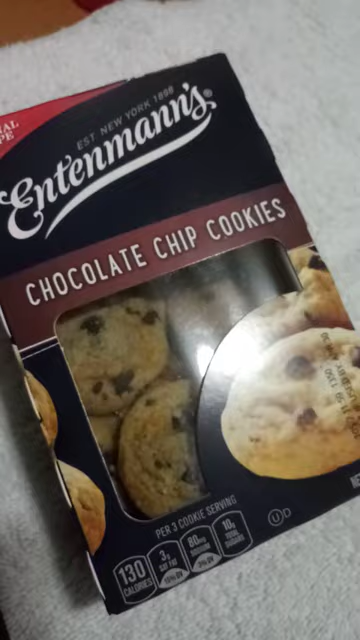 EST. NEW YORK 1898
Entenmann's®
CHOCOLATE CHIP COOKIES
PER 3 COOKIE SERVING
130
CALORIES
3g
SAT FAT
80mg
SODIUM
10g
TOTAL
SUGARS
U D